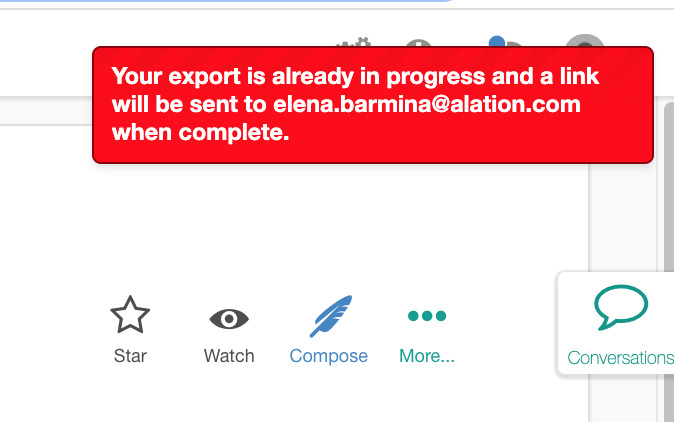 Your export is already in progress and a link
will be sent to elena.barmina@alation.com
when complete.
Star
Watch
Compose
More...
Conversations